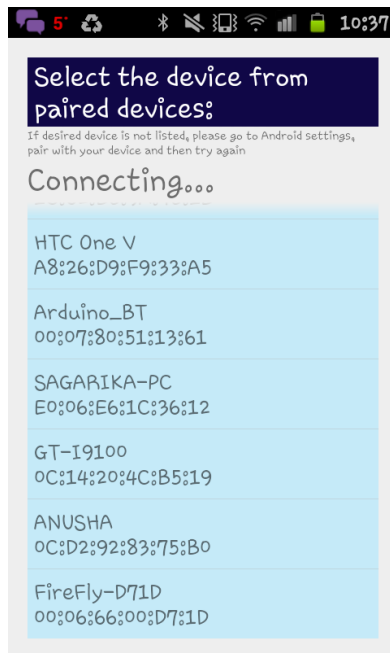 5°
10:37
Select the device from
paired devices:
If desired device is not listed, please go to Android settings,
pair with your device and then try again
Connecting...
HTC One V
A8:26:D9:F9:33:A5
Arduino_BT
00:07:80:51:13:61
SAGARIKA-PC
E0:06:E6:1C:36:12
GT-I9100
0C:14:20:4C:B5:19
ANUSHA
0C:D2:92:83:75:B0
FireFly-D71D
00:06:66:00:D7:1D